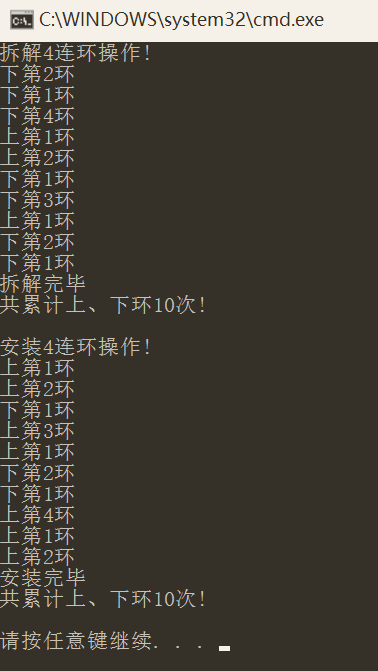 C:\WINDOWS\system32\cmd.exe
拆解4连环操作!
下第2环
下第1环
下第4环
上第1环
上第2环
下第1环
下第3环
上第1环
下第2环
下第1环
拆解完毕
共累计上、下环10次!
安装4连环操作!
上第1环
上第2环
下第1环
上第3环
上第1环
下第2环
下第1环
上第4环
上第1环
上第2环
安装完毕
共累计上、下环10次!
请按任意键继续. . .